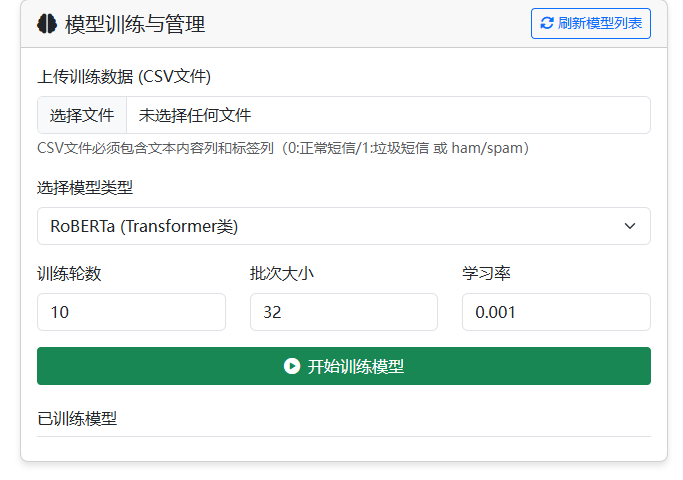 模型训练与管理
刷新模型列表
上传训练数据 (CSV文件)
选择文件 未选择任何文件
CSV文件必须包含文本内容列和标签列（0:正常短信/1:垃圾短信 或 ham/spam）
选择模型类型
RoBERTa (Transformer类)
训练轮数 批次大小 学习率
10 32 0.001
开始训练模型
已训练模型